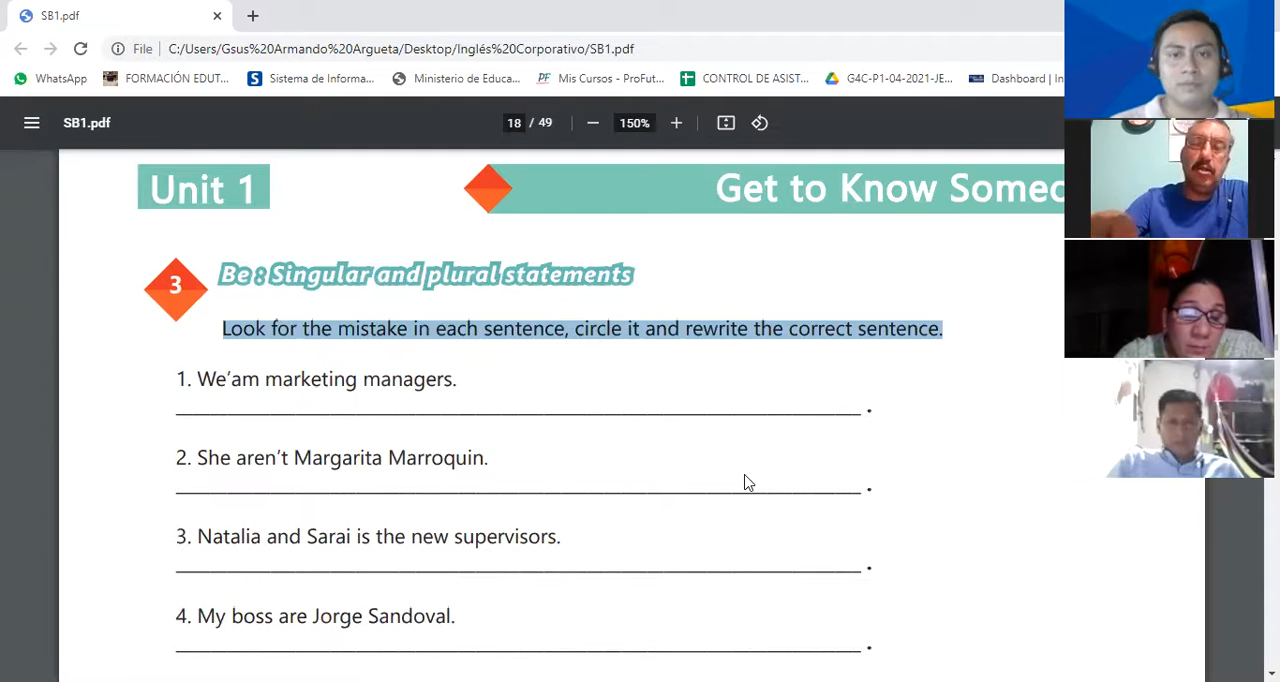 SB1.pdf
File
C:/Users/Gsus%20Armando%20Argueta/Desktop/Inglés%20Corporativo/SB1.pdf
WhatsApp
FORMACIÓN EDUT...
Sistema de Informa...
Ministerio de Educa...
PF Mis Cursos - ProFut...
CONTROL DE ASIST...
G4C-P1-04-2021-JE...
Dashboard | In
SB1.pdf
18 / 49
150%
Unit 1
Get to Know Someo
3
Be : Singular and plural statements
Look for the mistake in each sentence, circle it and rewrite the correct sentence.
1. We’am marketing managers.
.
2. She aren’t Margarita Marroquin.
.
3. Natalia and Sarai is the new supervisors.
.
4. My boss are Jorge Sandoval.
.